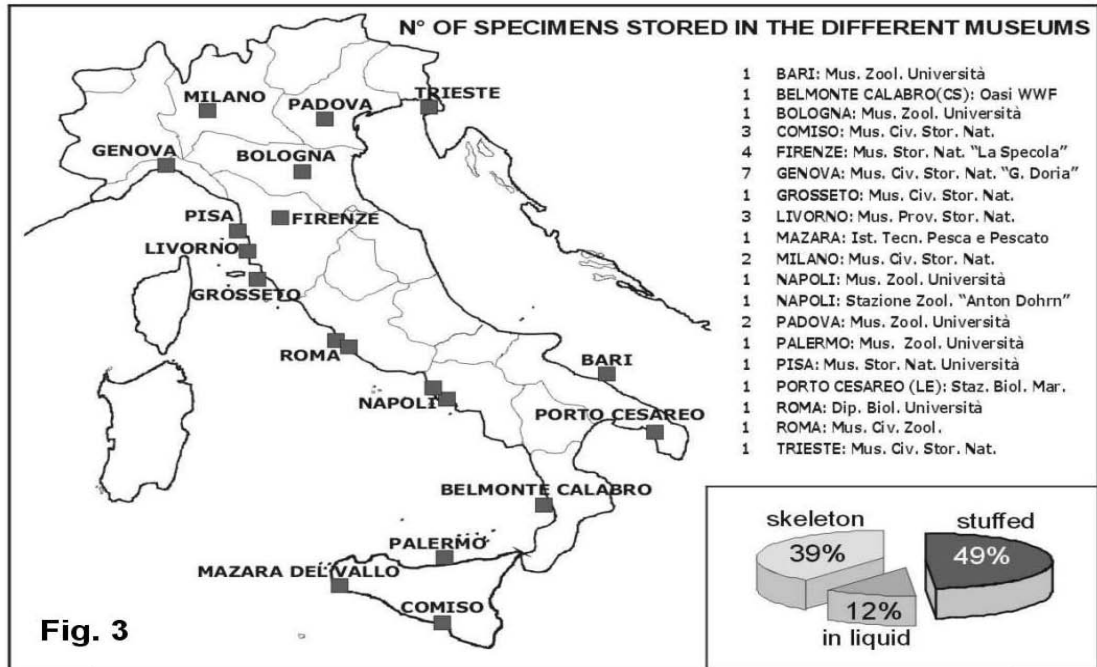 N° OF SPECIMENS STORED IN THE DIFFERENT MUSEUMS
1 BARI: Mus. Zool. Università
1 BELMONTE CALABRO(CS): Oasi WWF
1 BOLOGNA: Mus. Zool. Università
3 COMISO: Mus. Civ. Stor. Nat.
4 FIRENZE: Mus. Stor. Nat. "La Specola"
7 GENOVA: Mus. Civ. Stor. Nat. "G. Doria"
1 GROSSETO: Mus. Civ. Stor. Nat.
3 LIVORNO: Mus. Prov. Stor. Nat.
1 MAZARA: Ist. Tecn. Pesca e Pescato
2 MILANO: Mus. Civ. Stor. Nat.
1 NAPOLI: Mus. Zool. Università
1 NAPOLI: Stazione Zool. "Anton Dohrn"
2 PADOVA: Mus. Zool. Università
1 PALERMO: Mus. Zool. Università
1 PISA: Mus. Stor. Nat. Università
1 PORTO CESAREO (LE): Staz. Biol. Mar.
1 ROMA: Dip. Biol. Università
1 ROMA: Mus. Civ. Zool.
1 TRIESTE: Mus. Civ. Stor. Nat.
MILANO
PADOVA
TRIESTE
GENOVA
BOLOGNA
PISA
FIRENZE
LIVORNO
GROSSETO
ROMA
BARI
NAPOLI
PORTO CESAREO
BELMONTE CALABRO
PALERMO
MAZARA DEL VALLO
COMISO
Fig. 3
skeleton
39%
stuffed
49%
12%
in liquid